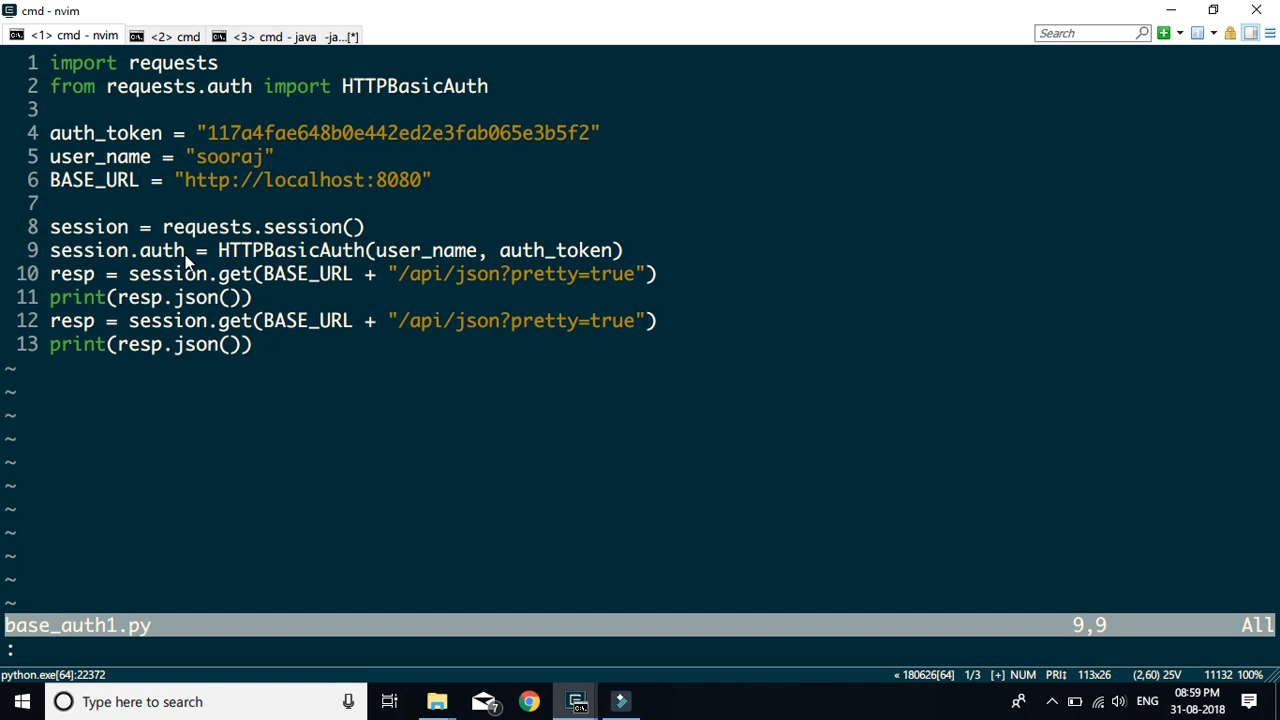 cmd - nvim
<1> cmd - nvim <2> cmd <3> cmd - java -ja...[*] Search
1 import requests
2 from requests.auth import HTTPBasicAuth
3
4 auth_token = "117a4fae648b0e442ed2e3fab065e3b5f2"
5 user_name = "sooraj"
6 BASE_URL = "http://localhost:8080"
7
8 session = requests.session()
9 session.auth = HTTPBasicAuth(user_name, auth_token)
10 resp = session.get(BASE_URL + "/api/json?pretty=true")
11 print(resp.json())
12 resp = session.get(BASE_URL + "/api/json?pretty=true")
13 print(resp.json())
~
~
~
~
~
~
~
~
~
~
~
base_auth1.py 9,9 All
:
python.exe[64]:22372 « 180626[64] 1/3 [+] NUM PRI↕ 113x26 (2,60) 25V 11132 100%
Type here to search 7 ENG 08:59 PM
31-08-2018